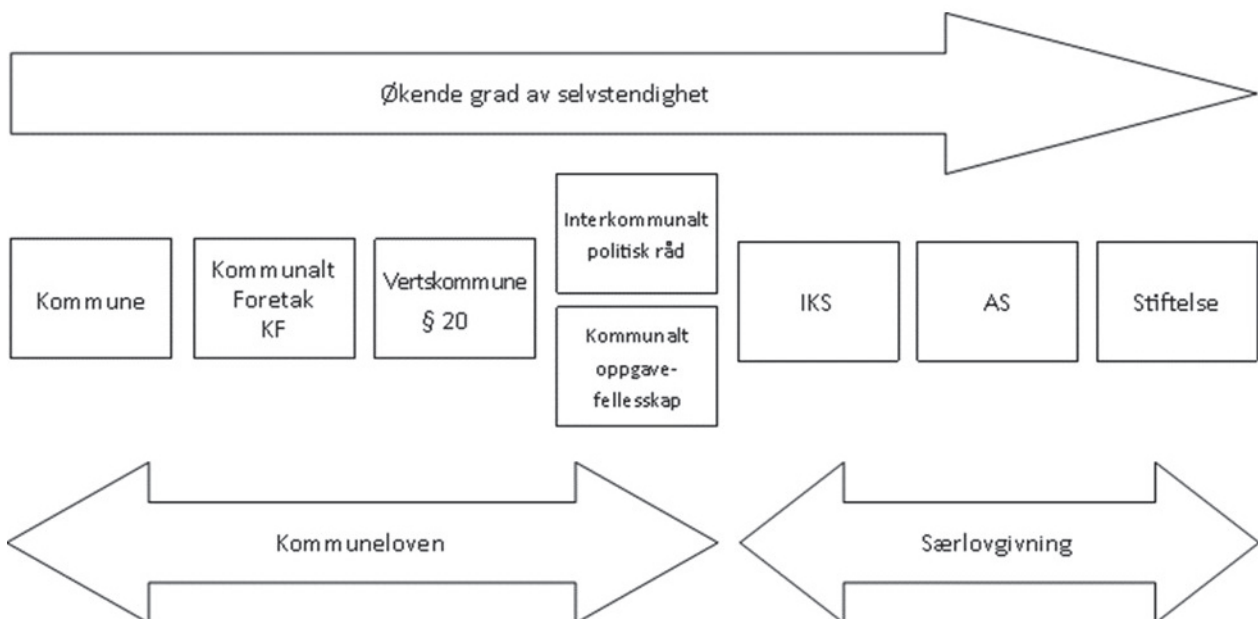 Økende grad av selvstendighet
Kommune
Kommunalt
Foretak
KF
Vertskommune
§ 20
Interkommunalt
politisk råd
Kommunalt
oppgave-
fellesskap
IKS
AS
Stiftelse
Kommuneloven
Særlovgivning